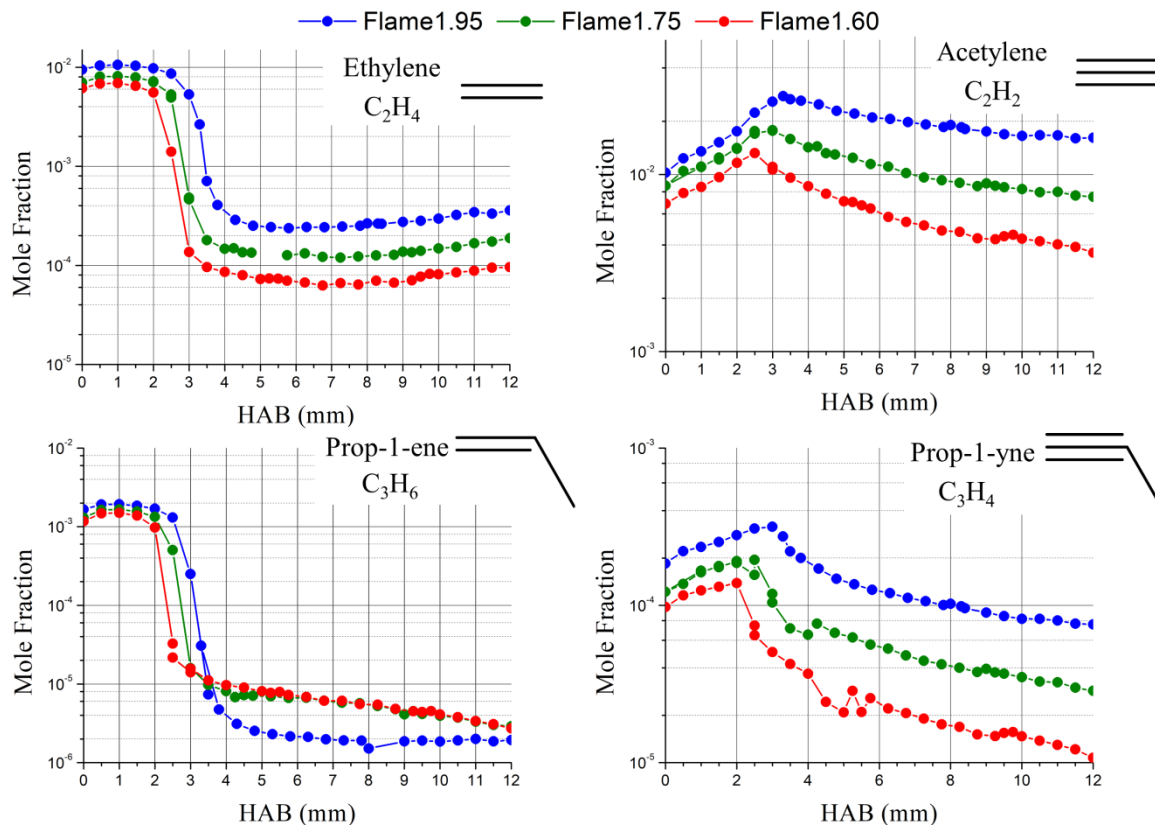 Flame1.95 Flame1.75 Flame1.60
Ethylene
C2H4
Mole Fraction
10⁻²
10⁻³
10⁻⁴
10⁻⁵
0 1 2 3 4 5 6 7 8 9 10 11 12
HAB (mm)
Acetylene
C2H2
Mole Fraction
10⁻²
10⁻³
0 1 2 3 4 5 6 7 8 9 10 11 12
HAB (mm)
Prop-1-ene
C3H6
Mole Fraction
10⁻²
10⁻³
10⁻⁴
10⁻⁵
10⁻⁶
0 1 2 3 4 5 6 7 8 9 10 11 12
HAB (mm)
Prop-1-yne
C3H4
Mole Fraction
10⁻³
10⁻⁴
10⁻⁵
0 2 4 6 8 10 12
HAB (mm)